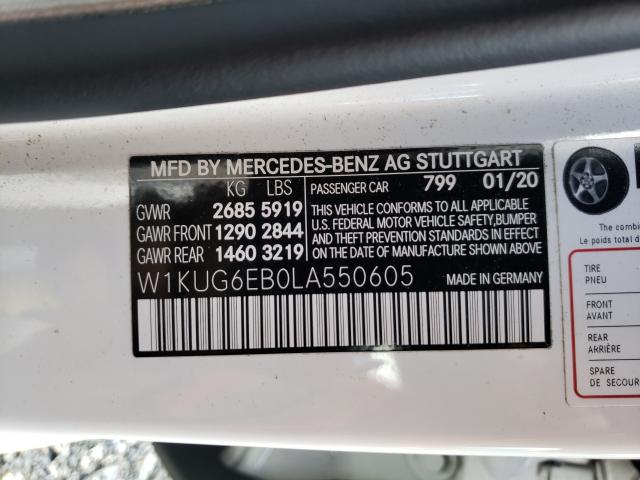 MFD BY MERCEDES-BENZ AG STUTTGART
KG LBS
PASSENGER CAR 799 01/20
GVWR 2685 5919
GAWR FRONT 1290 2844
GAWR REAR 1460 3219
THIS VEHICLE CONFORMS TO ALL APPLICABLE
U.S. FEDERAL MOTOR VEHICLE SAFETY,BUMPER
AND THEFT PREVENTION STANDARDS IN EFFECT
ON THE DATE OF MANUFACTURE SHOWN ABOVE
W1KUG6EB0LA550605
MADE IN GERMANY
The combin
Le poids total d
TIRE
PNEU
FRONT
AVANT
REAR
ARRIÈRE
SPARE
DE SECOUR